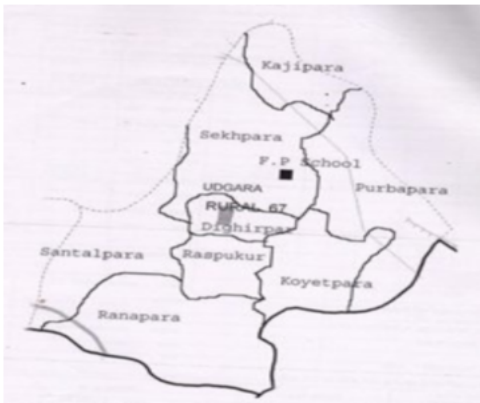 Kajipara
Sekhpara
F.P School
Purbapara
UDGARA
RURAL 67
Dighirpar
Santalpara
Raspukur
Koyetpara
Ranapara